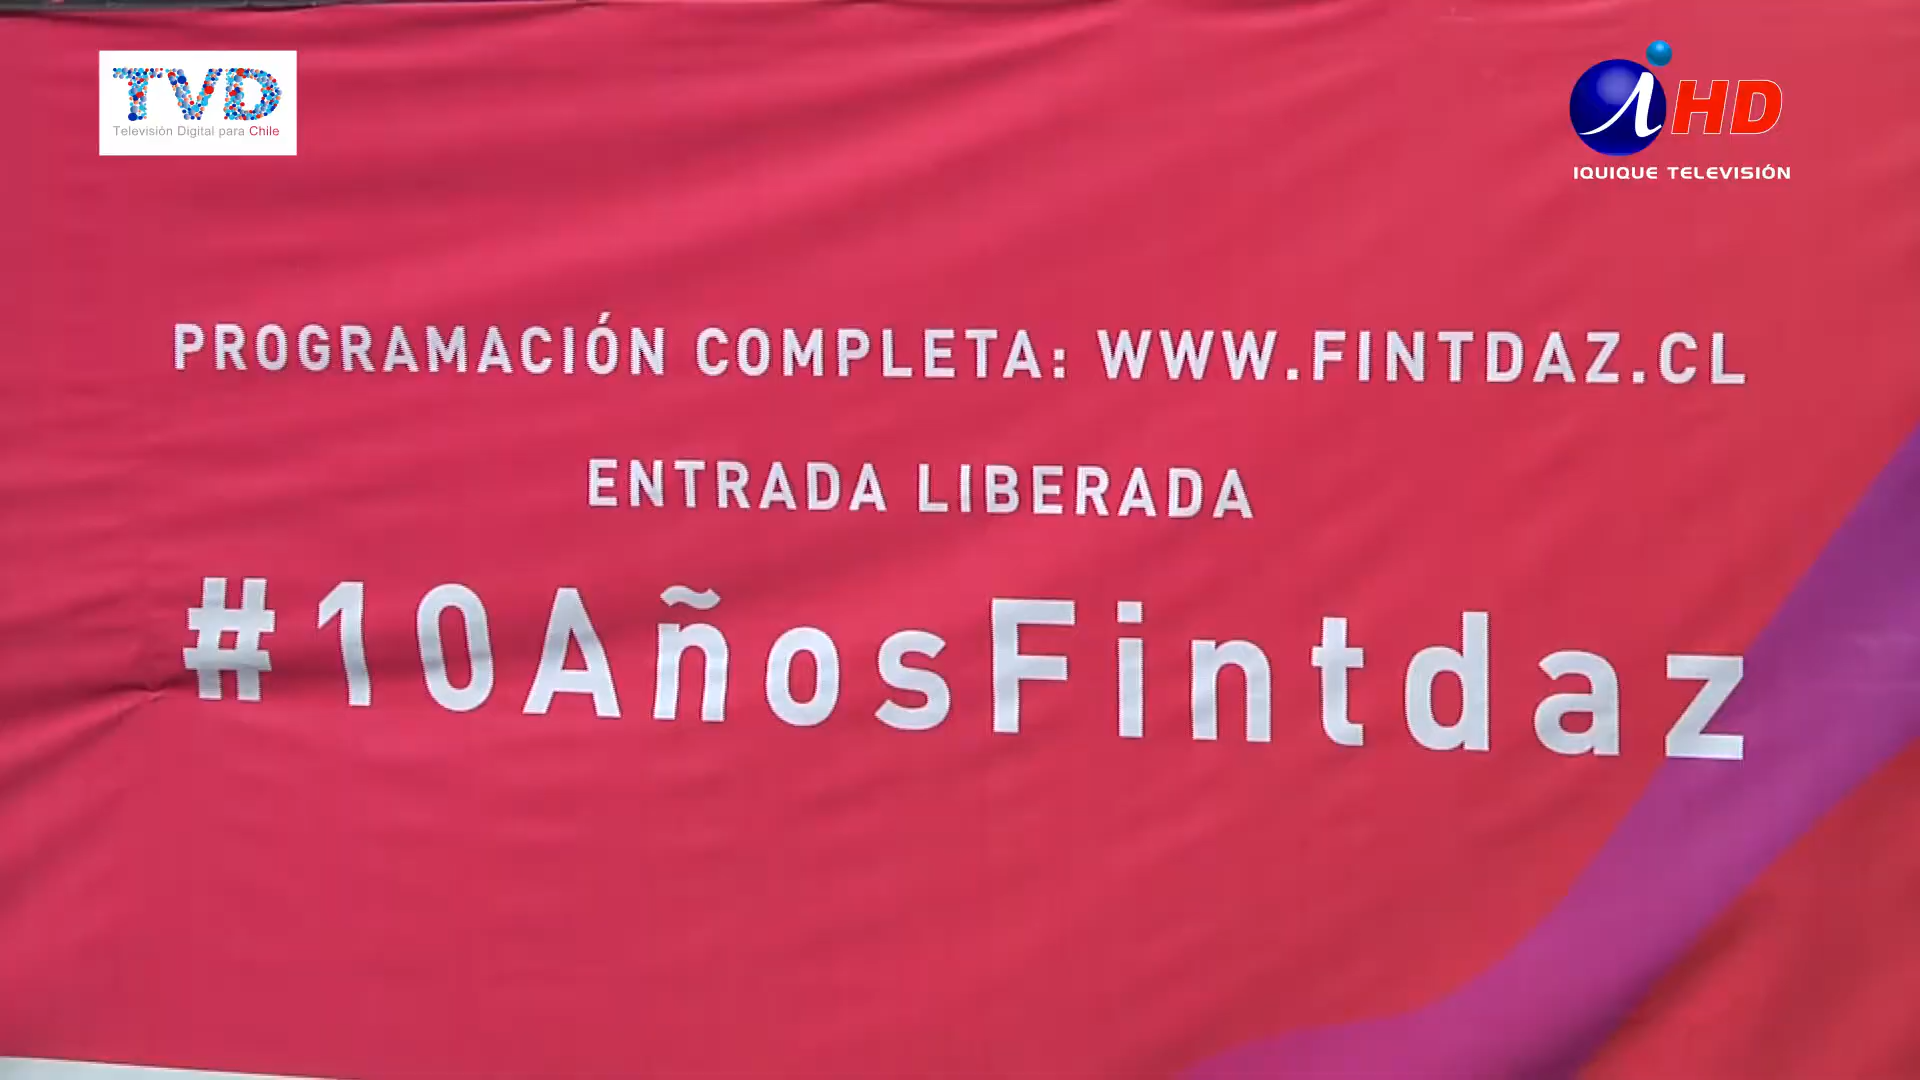 TVD
Televisión Digital para Chile
HD
IQUIQUE TELEVISIÓN
PROGRAMACIÓN COMPLETA: WWW.FINTDAZ.CL
ENTRADA LIBERADA
#10AñosFintdaz